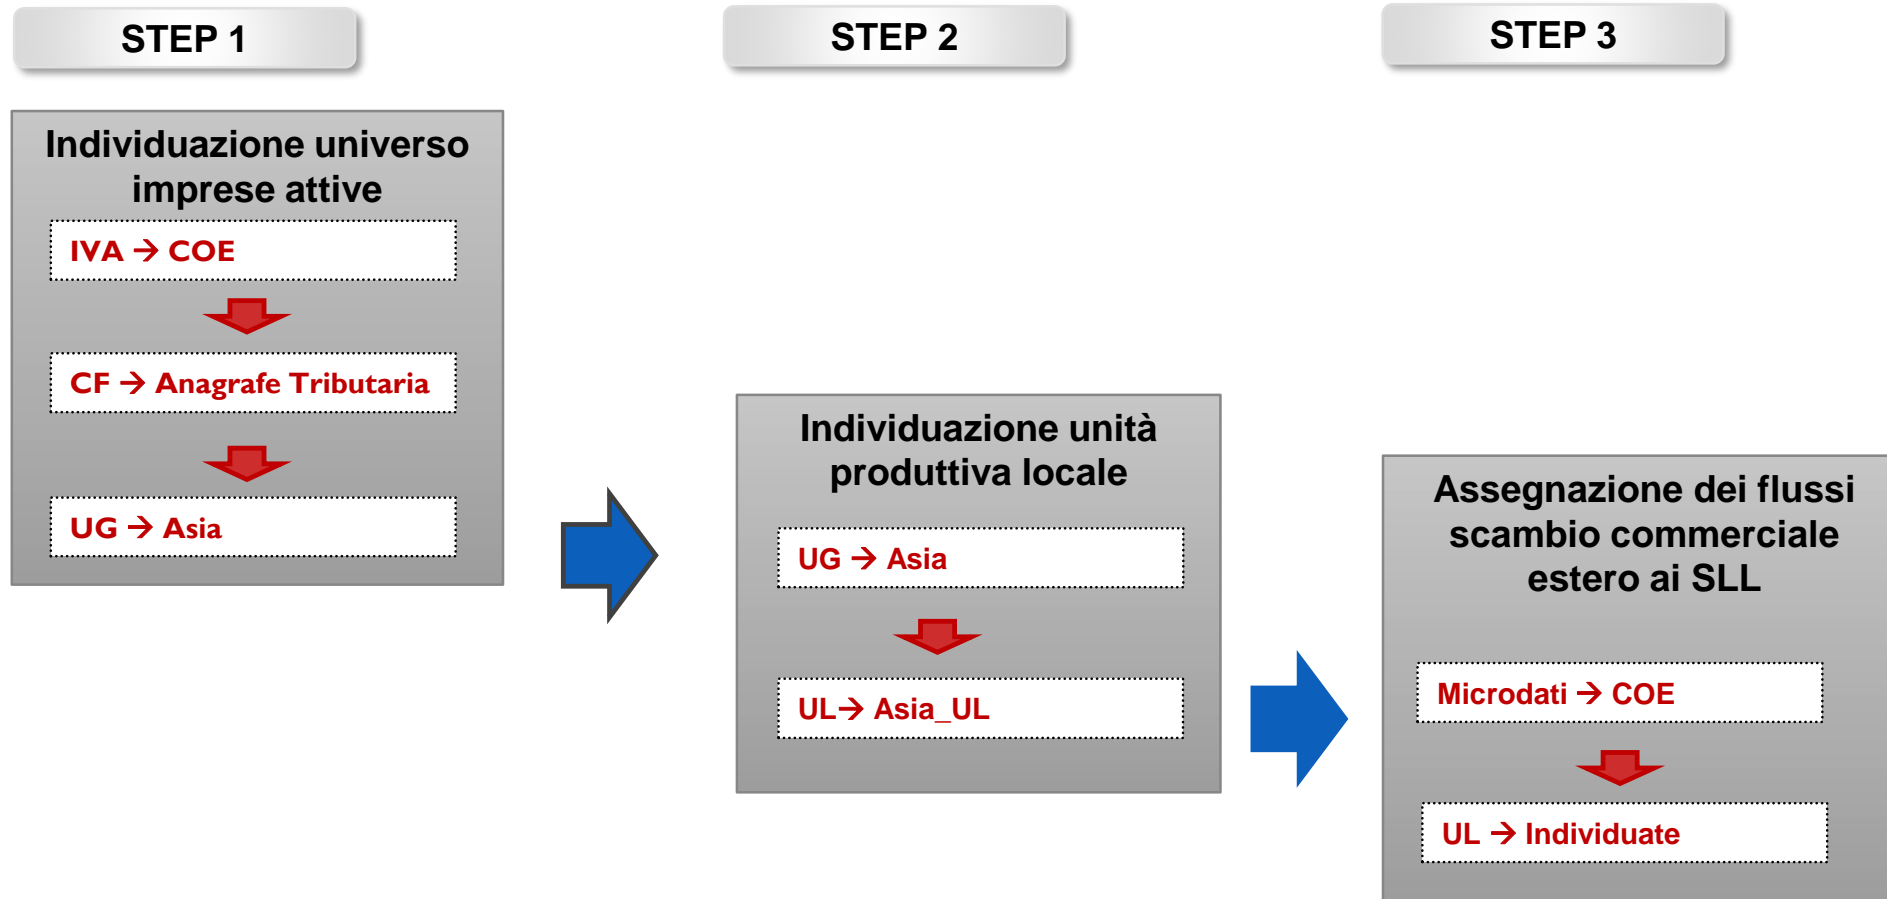 STEP 1
STEP 2
STEP 3
Individuazione universo
imprese attive
IVA → COE
CF → Anagrafe Tributaria
UG → Asia
Individuazione unità
produttiva locale
UG → Asia
UL→ Asia_UL
Assegnazione dei flussi
scambio commerciale
estero ai SLL
Microdati → COE
UL → Individuate